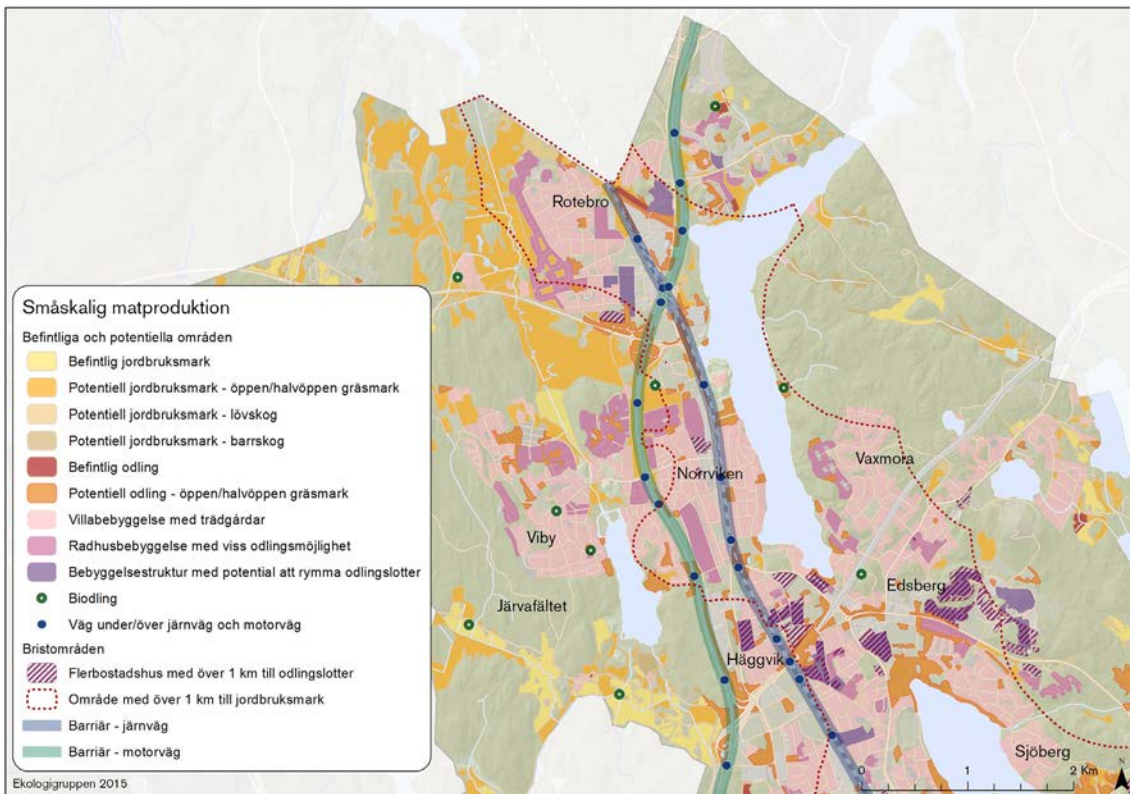 Rotebro
Norrviken
Vaxmora
Viby
Edsberg
Järvafältet
Häggvik
Sjöberg
Småskalig matproduktion
Befintliga och potentiella områden
Befintlig jordbruksmark
Potentiell jordbruksmark - öppen/halvöppen gräsmark
Potentiell jordbruksmark - lövskog
Potentiell jordbruksmark - barrskog
Befintlig odling
Potentiell odling - öppen/halvöppen gräsmark
Villabebyggelse med trädgårdar
Radhusbebyggelse med viss odlingsmöjlighet
Bebyggelsestruktur med potential att rymma odlingslotter
Biodling
Väg under/över järnväg och motorväg
Bristområden
Flerbostadshus med över 1 km till odlingslotter
Område med över 1 km till jordbruksmark
Barriär - järnväg
Barriär - motorväg
Ekologigruppen 2015
0 1 2 Km
N